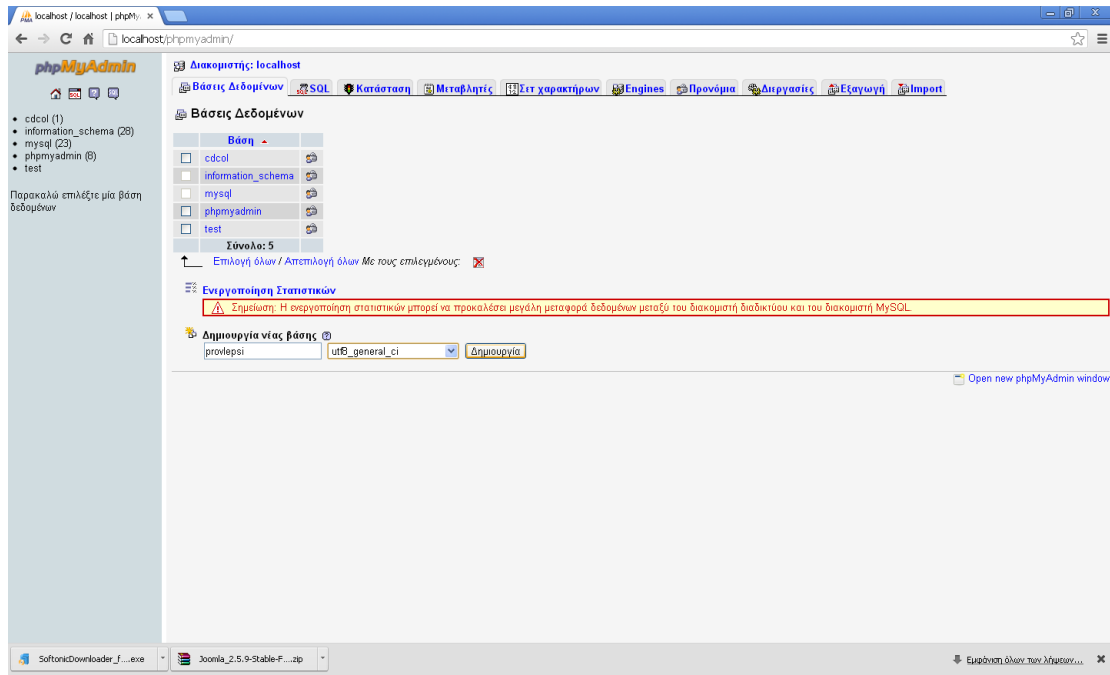 localhost / localhost | phpMy
localhost/phpmyadmin/
phpMyAdmin
cdcol (1)
information_schema (28)
mysql (23)
phpmyadmin (8)
test
Παρακαλώ επιλέξτε μία βάση
δεδομένων
Διακομιστής: localhost
Βάσεις Δεδομένων SQL Κατάσταση Μεταβλητές Σετ χαρακτήρων Engines Προνόμια Διεργασίες Εξαγωγή Import
Βάσεις Δεδομένων
Βάση
cdcol
information_schema
mysql
phpmyadmin
test
Σύνολο: 5
Επιλογή όλων / Απεπιλογή όλων Με τους επιλεγμένους:
Ενεργοποίηση Στατιστικών
Σημείωση: Η ενεργοποίηση στατιστικών μπορεί να προκαλέσει μεγάλη μεταφορά δεδομένων μεταξύ του διακομιστή διαδικτύου και του διακομιστή MySQL.
Δημιουργία νέας βάσης
provlepsi utf8_general_ci Δημιουργία
Open new phpMyAdmin window
SoftonicDownloader_f....exe Joomla_2.5.9-Stable-F....zip Εμφάνιση όλων των λήψεων...